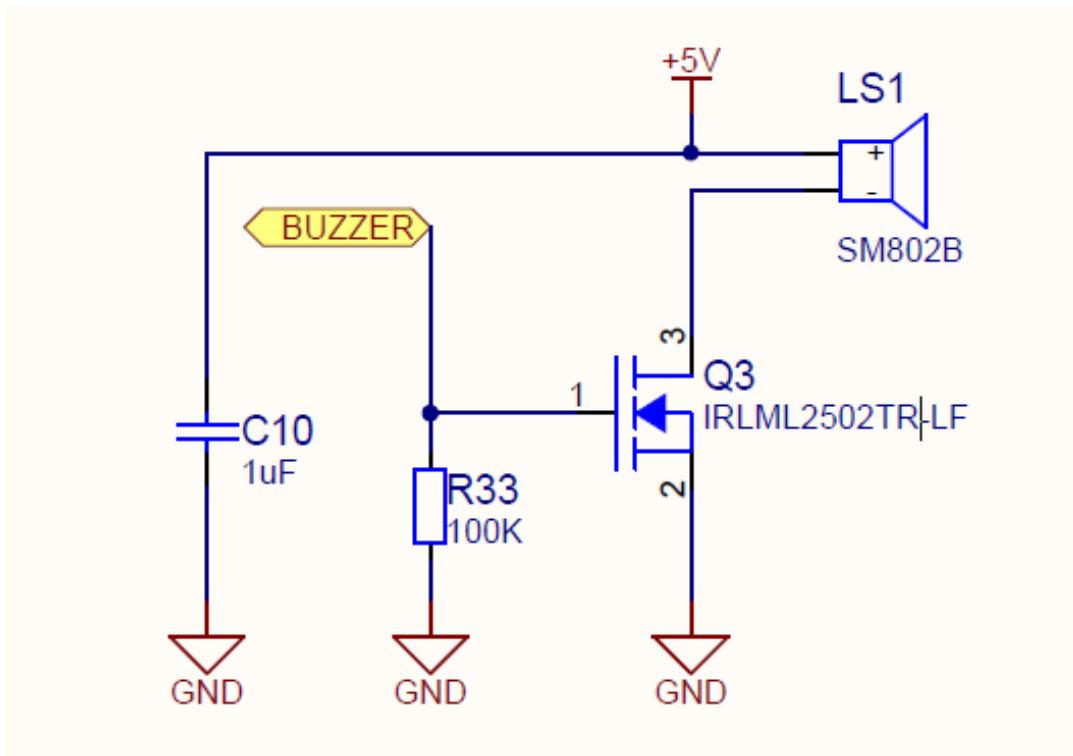 +5V
LS1
+
-
BUZZER
SM802B
3
1
Q3
IRLML2502TR-LF
C10
1uF
2
R33
100K
GND
GND
GND